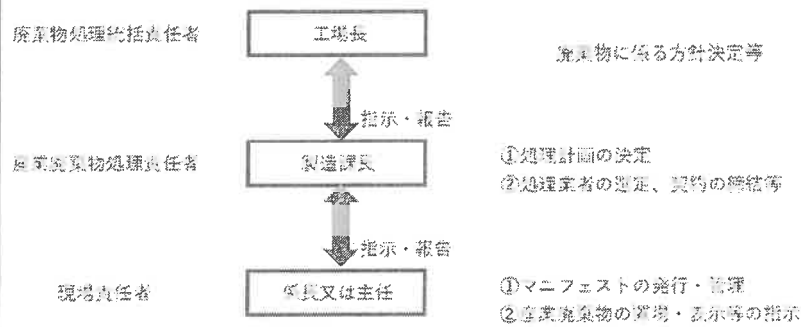 廃棄物処理統括責任者
工場長
廃棄物に係る方針決定等
指示・報告
産業廃棄物処理責任者
製造課長
①処理計画の決定
②処理業者の選定、契約の締結等
指示・報告
現場責任者
係長又は主任
①マニフェストの発行・管理
②産業廃棄物の置場・表示等の指示